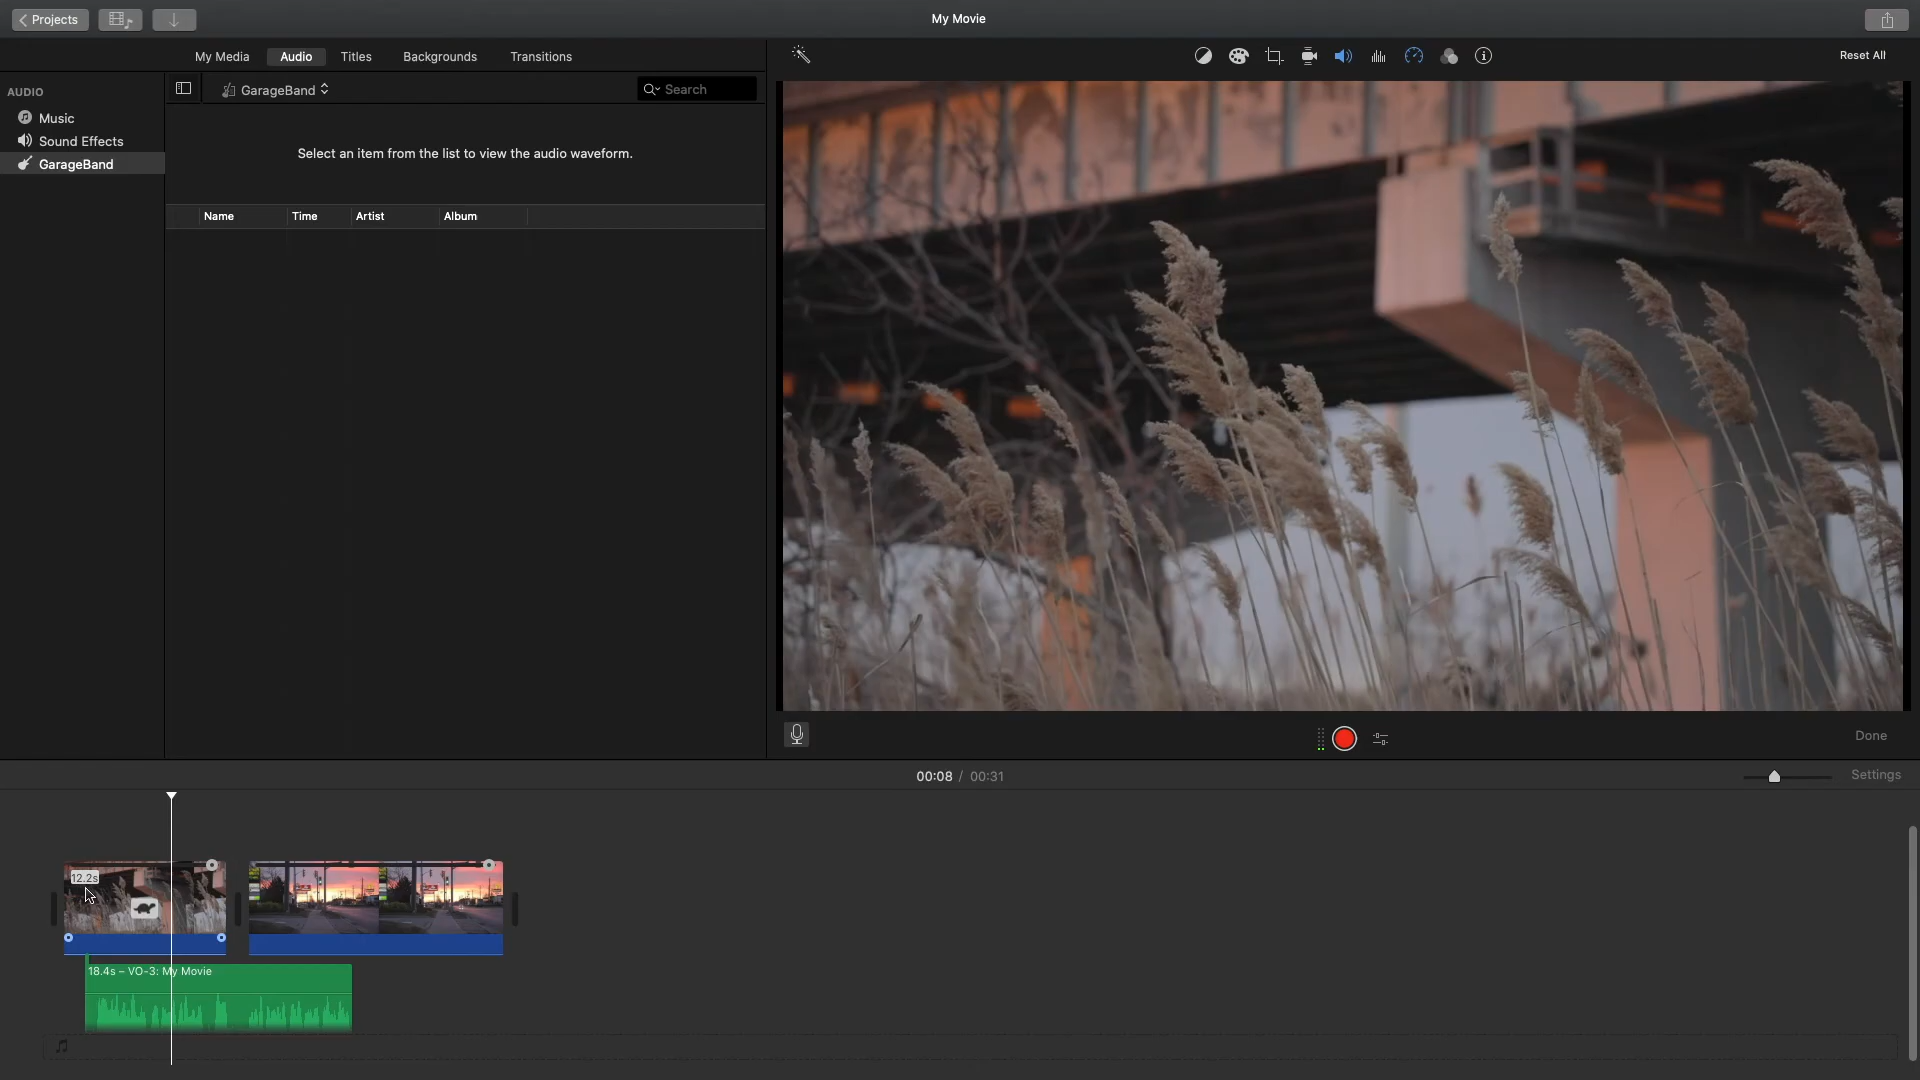 Projects
My Movie
My Media
Audio
Titles
Backgrounds
Transitions
Reset All
AUDIO
Music
Sound Effects
GarageBand
GarageBand
Search
Select an item from the list to view the audio waveform.
Name
Time
Artist
Album
Done
00:08 / 00:31
Settings
12.2s
18.4s – VO-3: My Movie